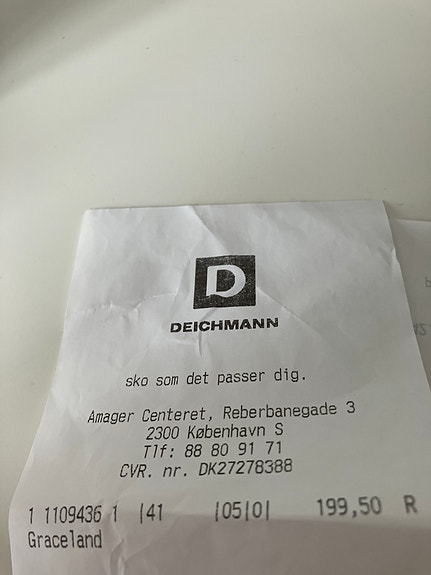 D
DEICHMANN
sko som det passer dig.
Amager Centeret, Reberbanegade 3
2300 København S
Tlf: 88 80 91 71
CVR. nr. DK27278388
1 1109436 1 |41 |05|0| 199,50 R
Graceland